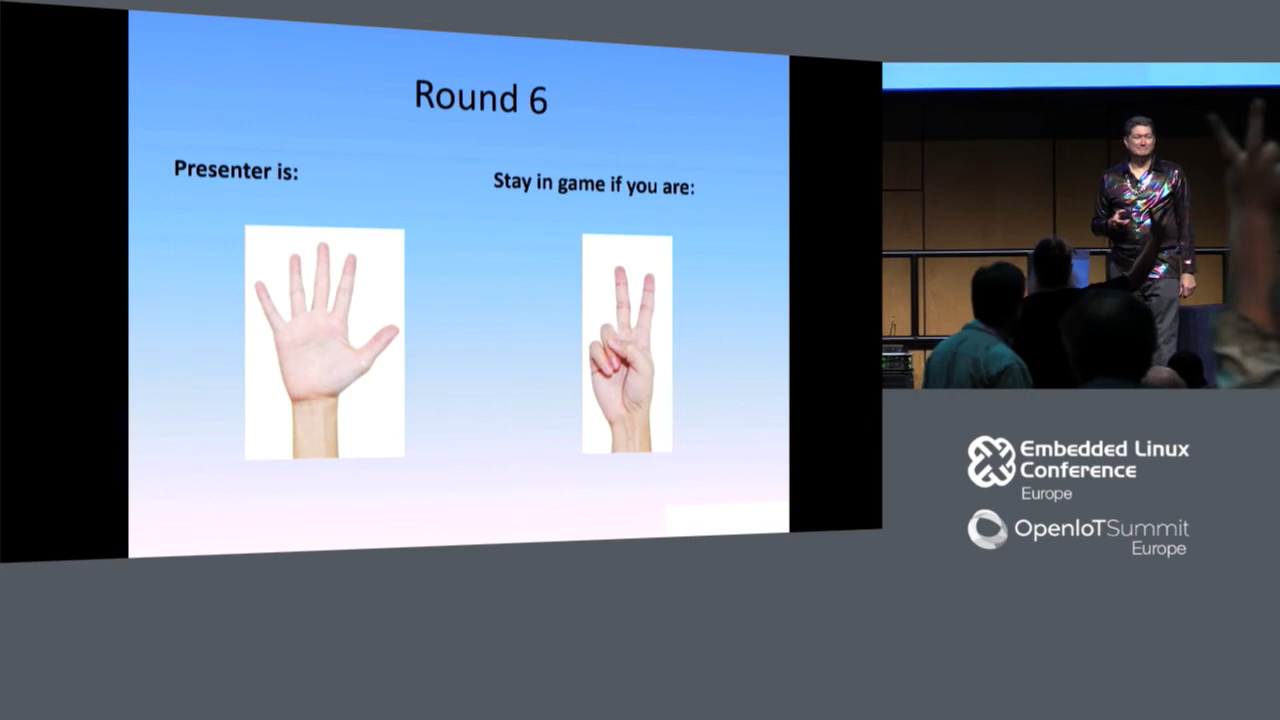 Round 6
Presenter is:
Stay in game if you are:
Embedded Linux
Conference
Europe
OpenIoTSummit
Europe